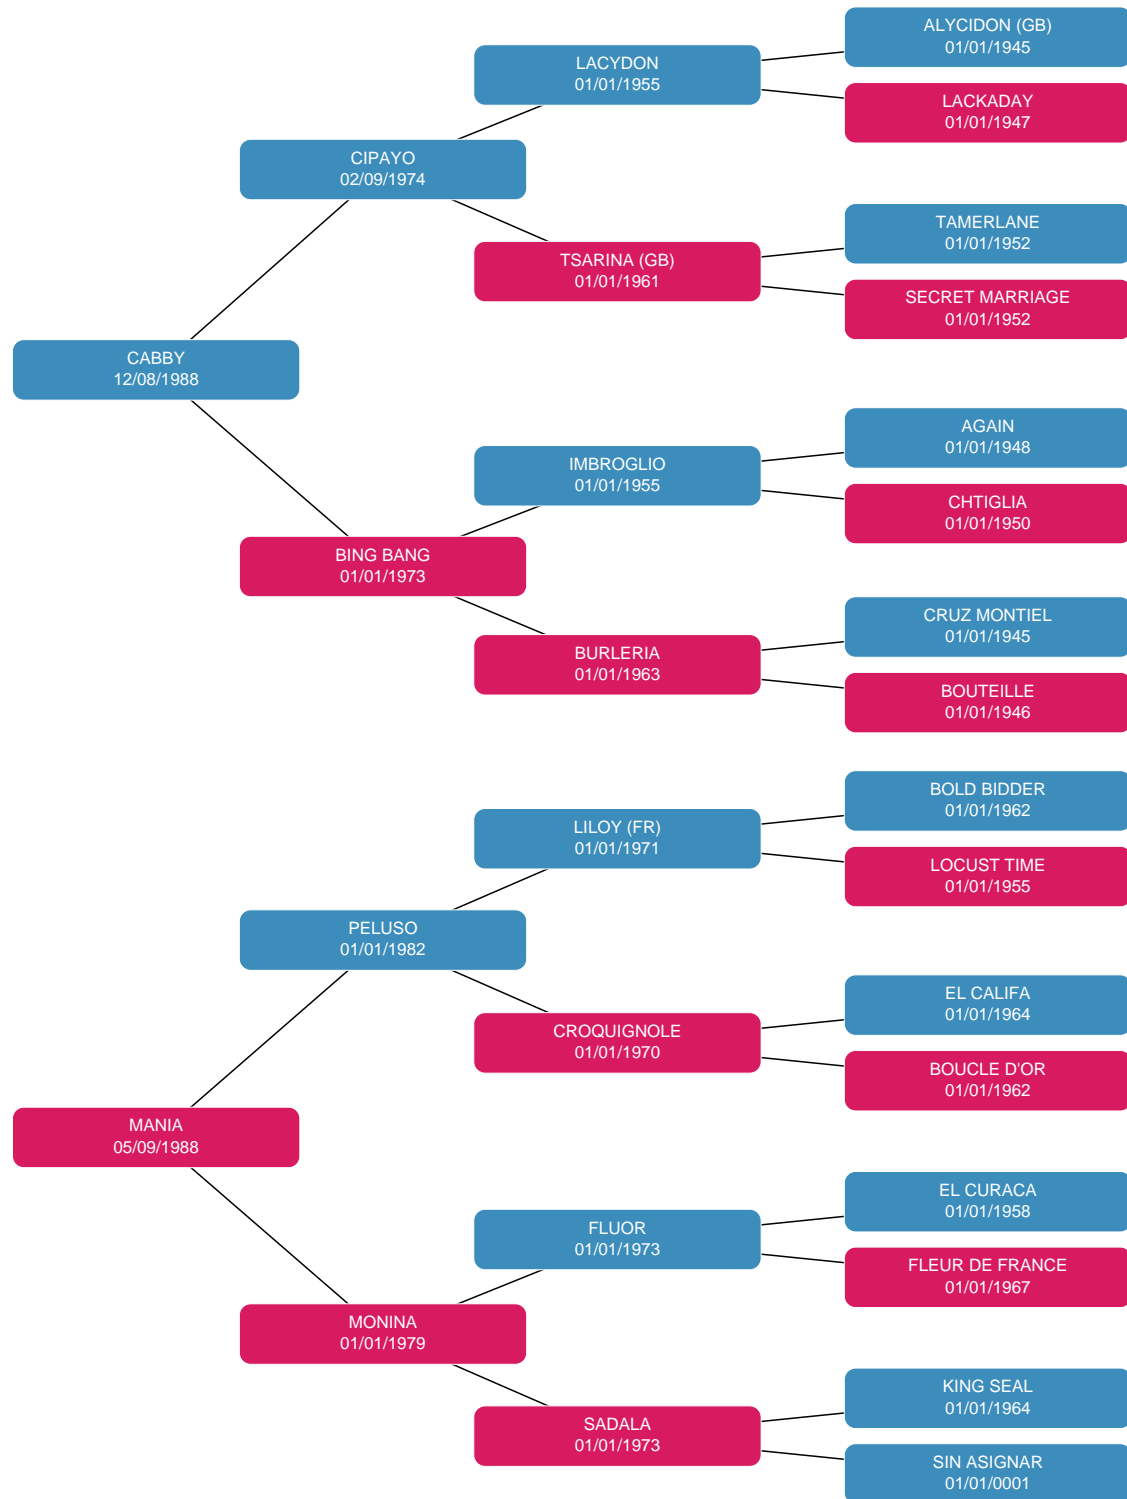 ALYCIDON (GB)
01/01/1945
LACYDON
01/01/1955
LACKADAY
01/01/1947
CIPAYO
02/09/1974
TAMERLANE
01/01/1952
TSARINA (GB)
01/01/1961
SECRET MARRIAGE
01/01/1952
CABBY
12/08/1988
AGAIN
01/01/1948
IMBROGLIO
01/01/1955
CHTIGLIA
01/01/1950
BING BANG
01/01/1973
CRUZ MONTIEL
01/01/1945
BURLERIA
01/01/1963
BOUTEILLE
01/01/1946
BOLD BIDDER
01/01/1962
LILOY (FR)
01/01/1971
LOCUST TIME
01/01/1955
PELUSO
01/01/1982
EL CALIFA
01/01/1964
CROQUIGNOLE
01/01/1970
BOUCLE D'OR
01/01/1962
MANIA
05/09/1988
EL CURACA
01/01/1958
FLUOR
01/01/1973
FLEUR DE FRANCE
01/01/1967
MONINA
01/01/1979
KING SEAL
01/01/1964
SADALA
01/01/1973
SIN ASIGNAR
01/01/0001